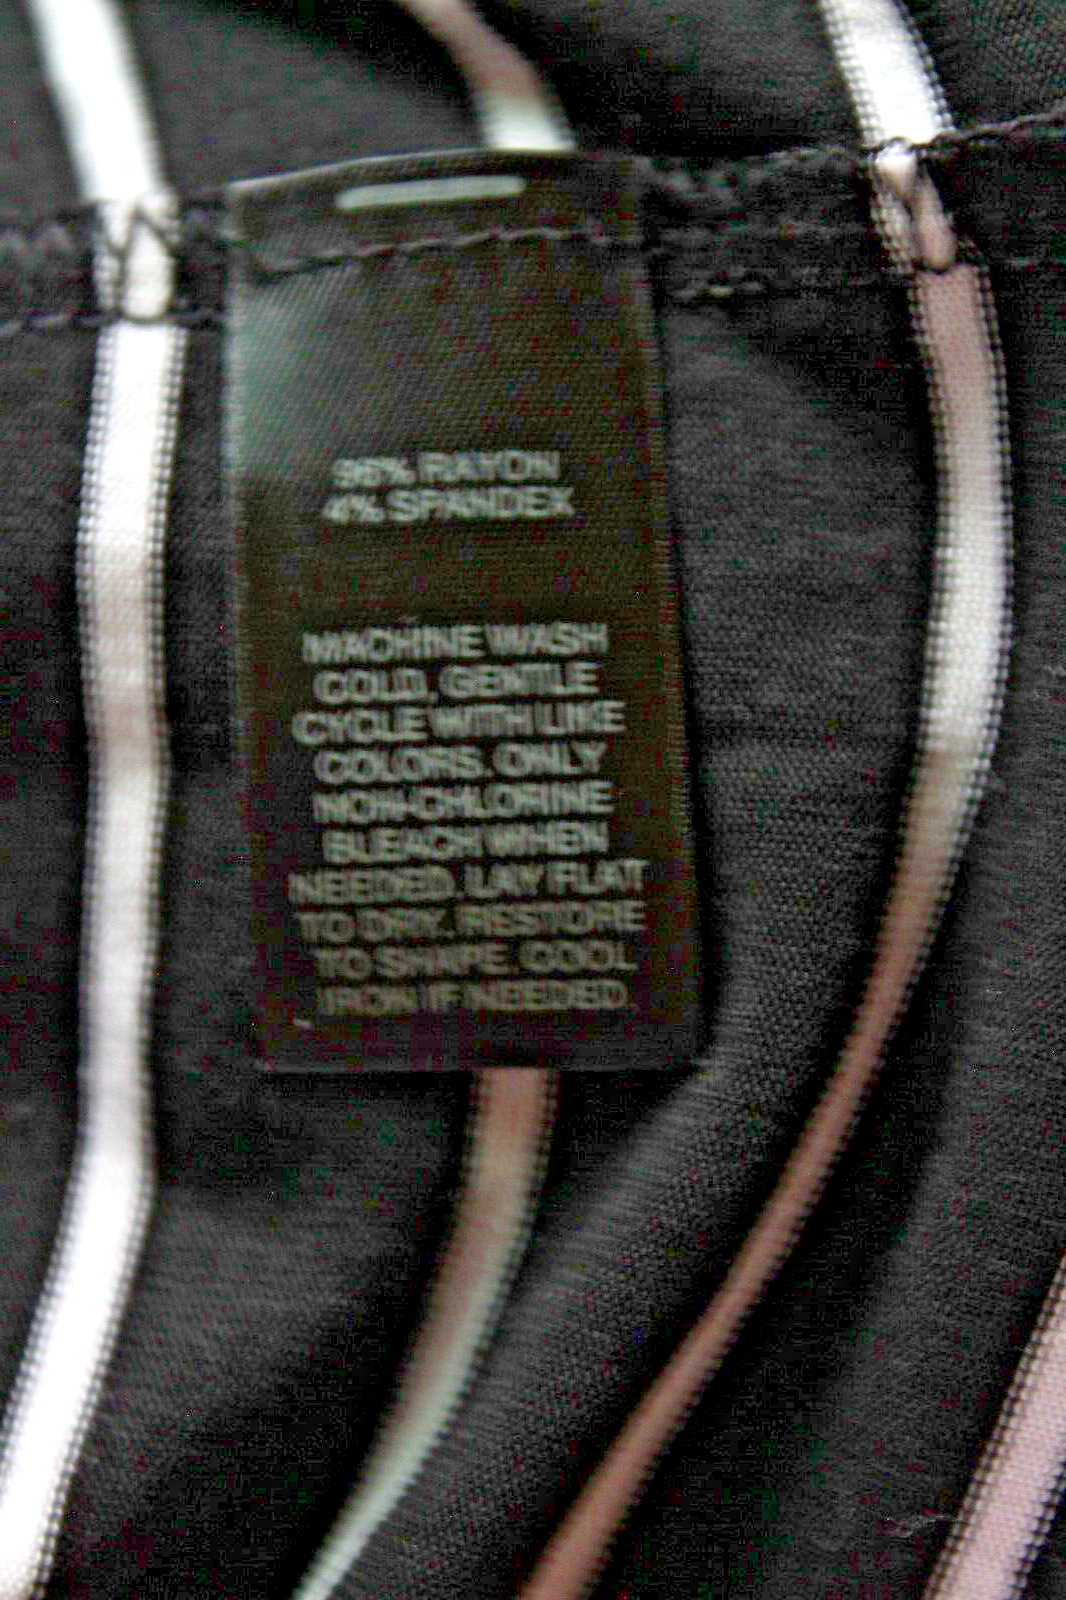 96% RAYON
4% SPANDEX
MACHINE WASH
COLD, GENTLE
CYCLE WITH LIKE
COLORS. ONLY
NON-CHLORINE
BLEACH WHEN
NEEDED. LAY FLAT
TO DRY. RESTORE
TO SHAPE. COOL
IRON IF NEEDED.